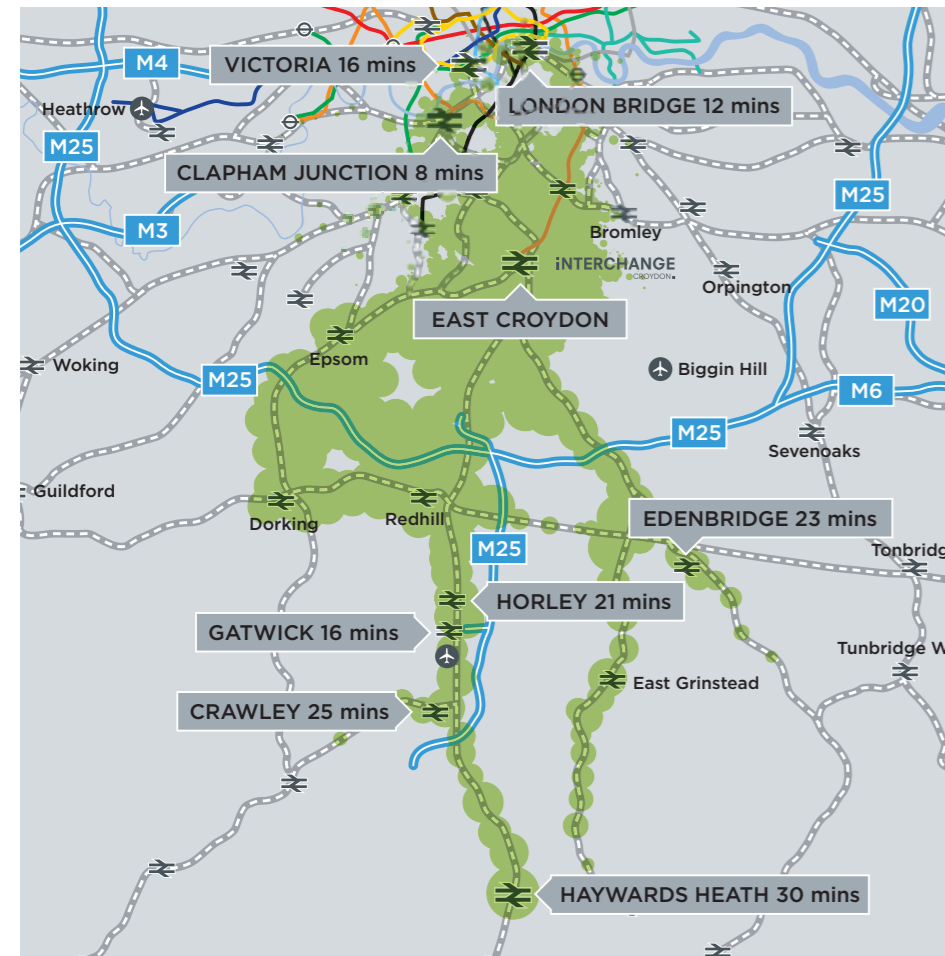 M4
VICTORIA 16 mins
Heathrow
LONDON BRIDGE 12 mins
M25
CLAPHAM JUNCTION 8 mins
M25
M3
Bromley
INTERCHANGE
CROYDON
Orpington
M20
EAST CROYDON
Epsom
Woking
Biggin Hill
M25
M6
M25
Sevenoaks
Guildford
Dorking
Redhill
EDENBRIDGE 23 mins
M25
Tonbridg
HORLEY 21 mins
GATWICK 16 mins
Tunbridge W
East Grinstead
CRAWLEY 25 mins
HAYWARDS HEATH 30 mins